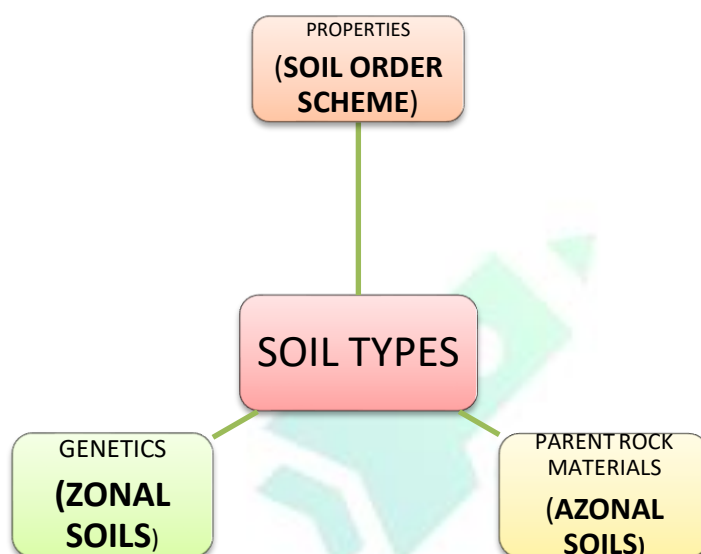 PROPERTIES
(SOIL ORDER
SCHEME)
SOIL TYPES
GENETICS
(ZONAL
SOILS)
PARENT ROCK
MATERIALS
(AZONAL
SOILS)